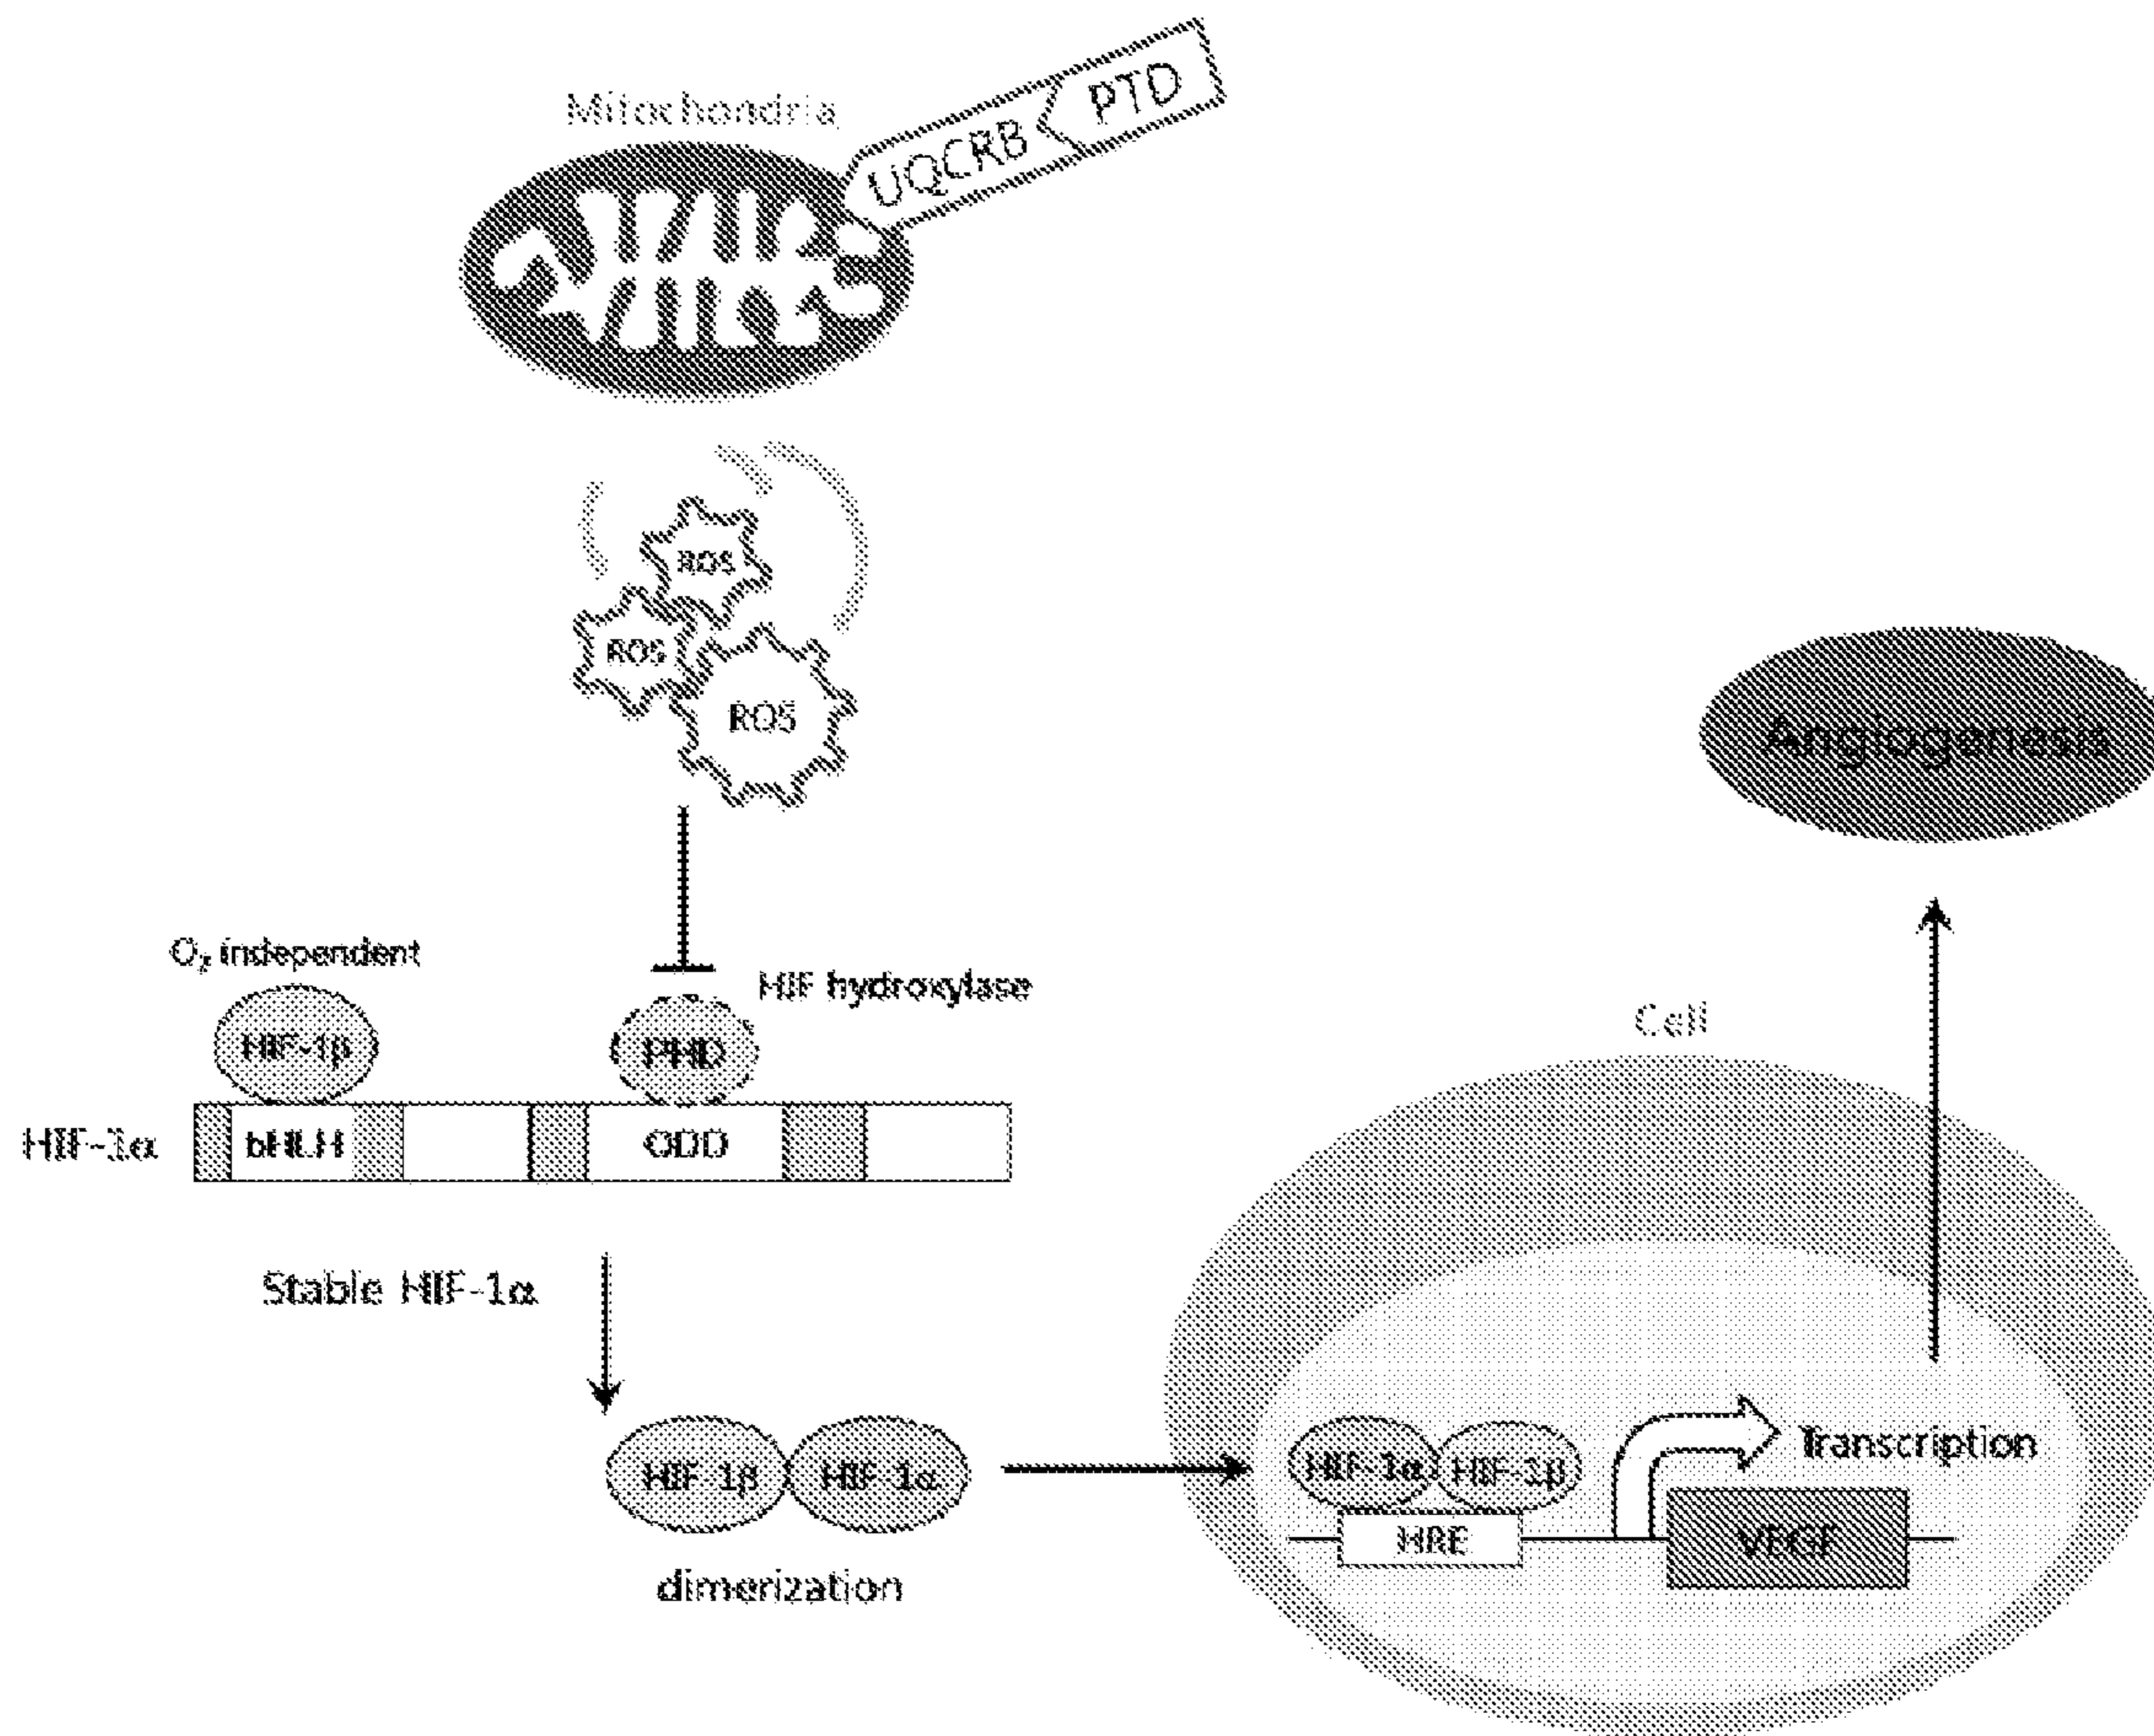 Mitochondria
UQCRB
PTD
ROS
ROS
ROS
Angiogenesis
O₂ independent
HIF hydroxylase
HIF-1β
PHD
HIF-1α
bHLH
ODD
Cell
Stable HIF-1α
HIF-1β
HIF-1α
dimerization
HIF-1α
HIF-1β
Transcription
HRE
VEGF